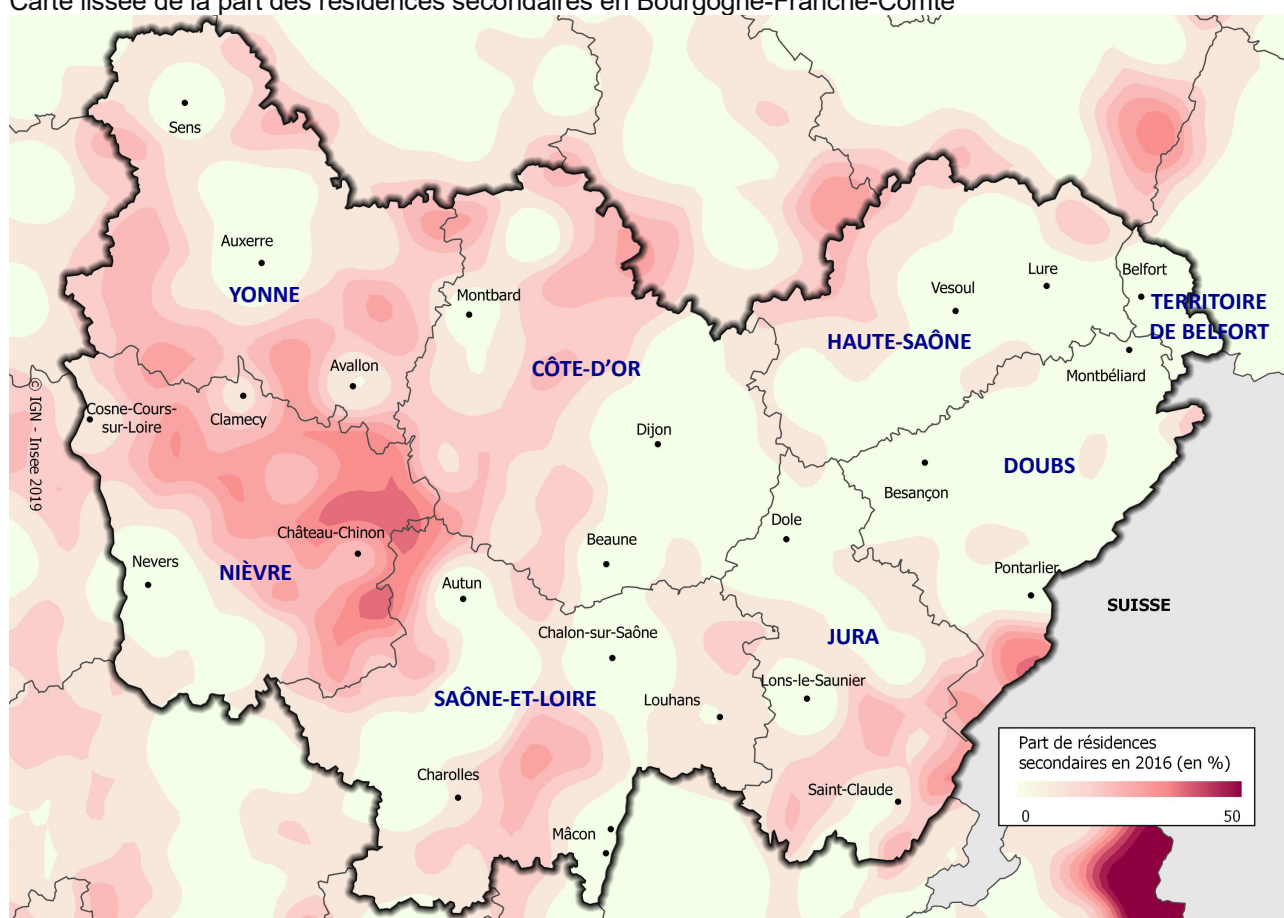 Carte lissée de la part des résidences secondaires en Bourgogne-Franche-Comté
Sens
Auxerre
YONNE
Montbard
Avallon
Clamecy
Cosne-Cours-
sur-Loire
© IGN - Insee 2019
CÔTE-D'OR
Dijon
Beaune
HAUTE-SAÔNE
Vesoul
Lure
Belfort
TERRITOIRE
DE BELFORT
Montbéliard
DOUBS
Besançon
Pontarlier
SUISSE
Château-Chinon
NIÈVRE
Nevers
Autun
Chalon-sur-Saône
SAÔNE-ET-LOIRE
Louhans
Charolles
Mâcon
Dole
JURA
Lons-le-Saunier
Saint-Claude
Part de résidences
secondaires en 2016 (en %)
0 50